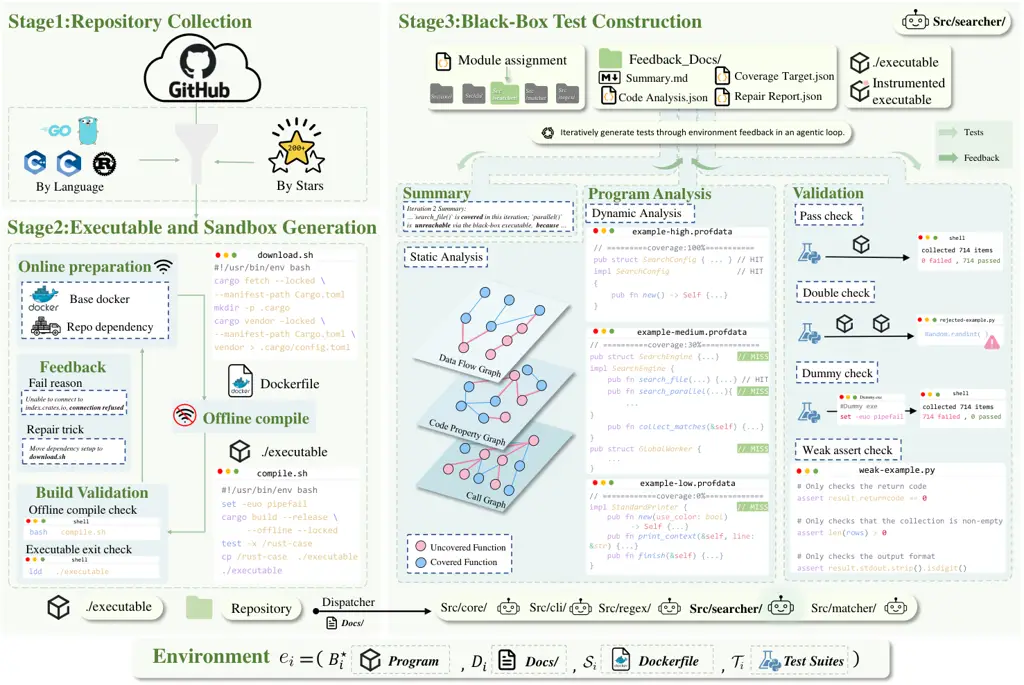 Stage1:Repository Collection
GitHub
GO
By Language
200+
By Stars
Stage2:Executable and Sandbox Generation
Online preparation
docker
Base docker
Repo dependency
download.sh
#!/usr/bin/env bash
cargo fetch --locked \
--manifest-path Cargo.toml
mkdir -p .cargo
cargo vendor --locked \
--manifest-path Cargo.toml \
vendor > .cargo/config.toml
Feedback
Fail reason
Unable to connect to
index.crates.io, connection refused
Repair trick
Move dependency setup to
download.sh
docker
Dockerfile
Offline compile
./executable
Build Validation
Offline compile check
shell
bash compile.sh
Executable exit check
shell
ldd ./executable
compile.sh
#!/usr/bin/env bash
set -euo pipefail
cargo build --release \
--offline --locked
test -x /rust-case
cp /rust-case ./executable
./executable
Stage3:Black-Box Test Construction
Src/searcher/
Module assignment
Feedback_Docs/
Summary.md
Coverage Target.json
Code Analysis.json
Repair Report.json
./executable
Instrumented
executable
Iteratively generate tests through environment feedback in an agentic loop.
Tests
Feedback
Summary
Iteration 2 Summary:
... 'search_file()' is covered in this iteration; 'parallel()'
is unreachable via the black-box executable, because ...
Static Analysis
Data Flow Graph
Code Property Graph
Call Graph
Uncovered Function
Covered Function
Program Analysis
Dynamic Analysis
example-high.profdata
// ==========coverage:100%===========
pub struct SearchConfig { ... } // HIT
impl SearchConfig // HIT
{
pub fn new() -> Self {...}
}
example-medium.profdata
// ==========coverage:30%============
pub struct SearchEngine {...} // MISS
impl SearchEngine {
pub fn search_file(...) {...} // HIT
pub fn search_parallel(...){ // MISS
...
}
pub fn collect_matches(&self) {...}
}
pub struct GlobalWorker { // MISS
...
}
example-low.profdata
// ==========coverage:0%=============
impl StandardPrinter { // MISS
pub fn new(use_color: bool)
-> Self {...}
pub fn print_context(&self, line:
&str) {...}
pub fn finish(&self) {...}
}
Validation
Pass check
shell
collected 714 items
0 failed , 714 passed
Double check
rejected-example.py
Random.randint( )
Dummy check
Dummy.exe
#Dummy exe
set -euo pipefail
shell
collected 714 items
714 failed , 0 passed
Weak assert check
weak-example.py
# Only checks the return code
assert result.returncode == 0
# Only checks that the collection is non-empty
assert len(rows) > 0
# Only checks the output format
assert result.stdout.strip().isdigit()
./executable
Repository
Dispatcher
Docs/
Src/core/
Src/cli/
Src/regex/
Src/searcher/
Src/matcher/
Environment e_i = ( B_i^⋆ Program , D_i Docs/ , S_i Dockerfile , T_i Test Suites )